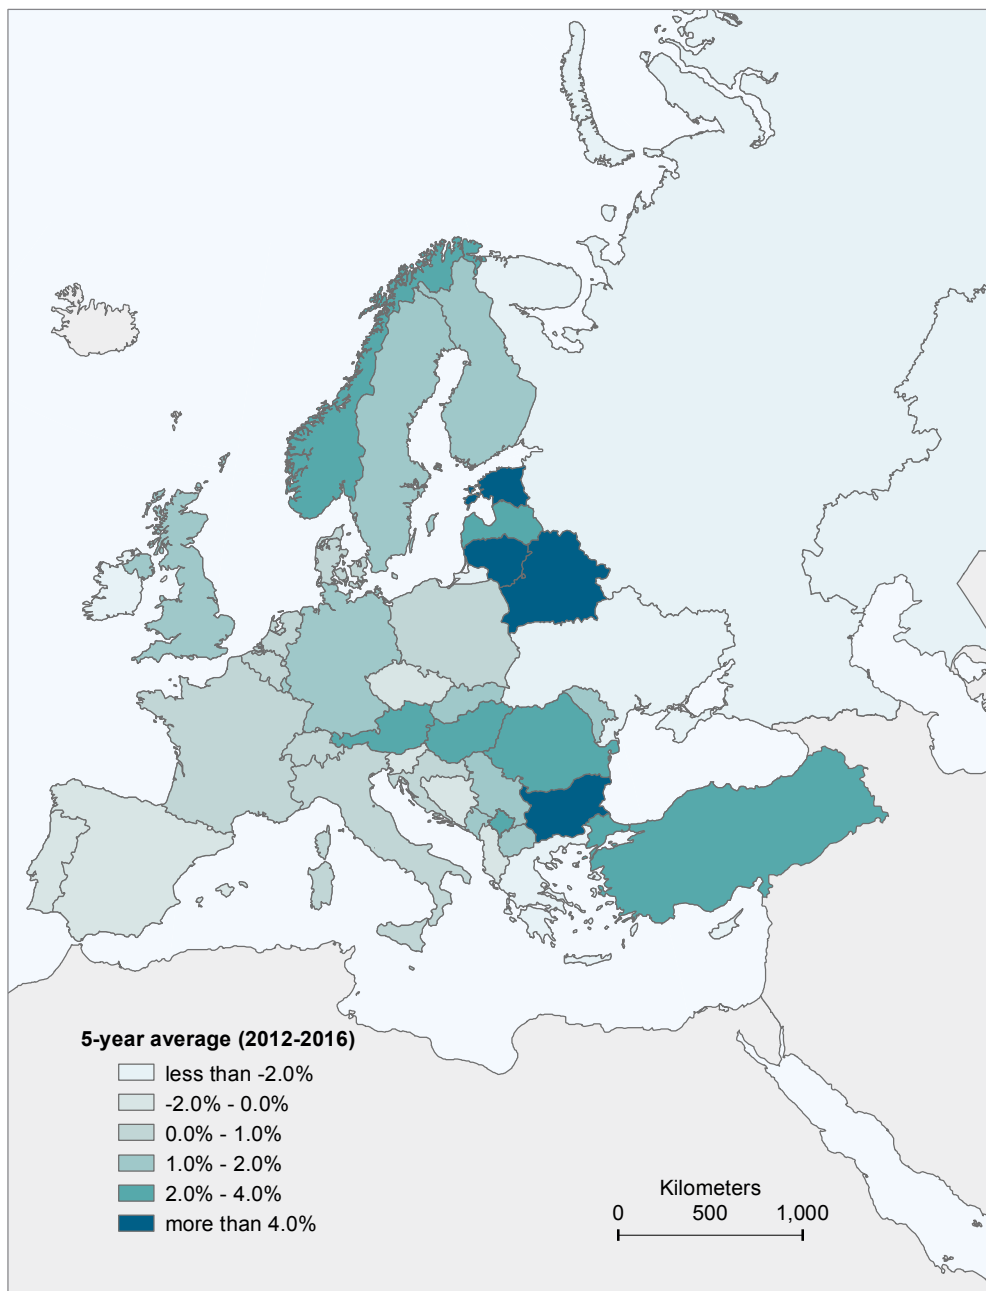 5-year average (2012-2016)
less than -2.0%
-2.0% - 0.0%
0.0% - 1.0%
1.0% - 2.0%
2.0% - 4.0%
more than 4.0%
Kilometers
0 500 1,000